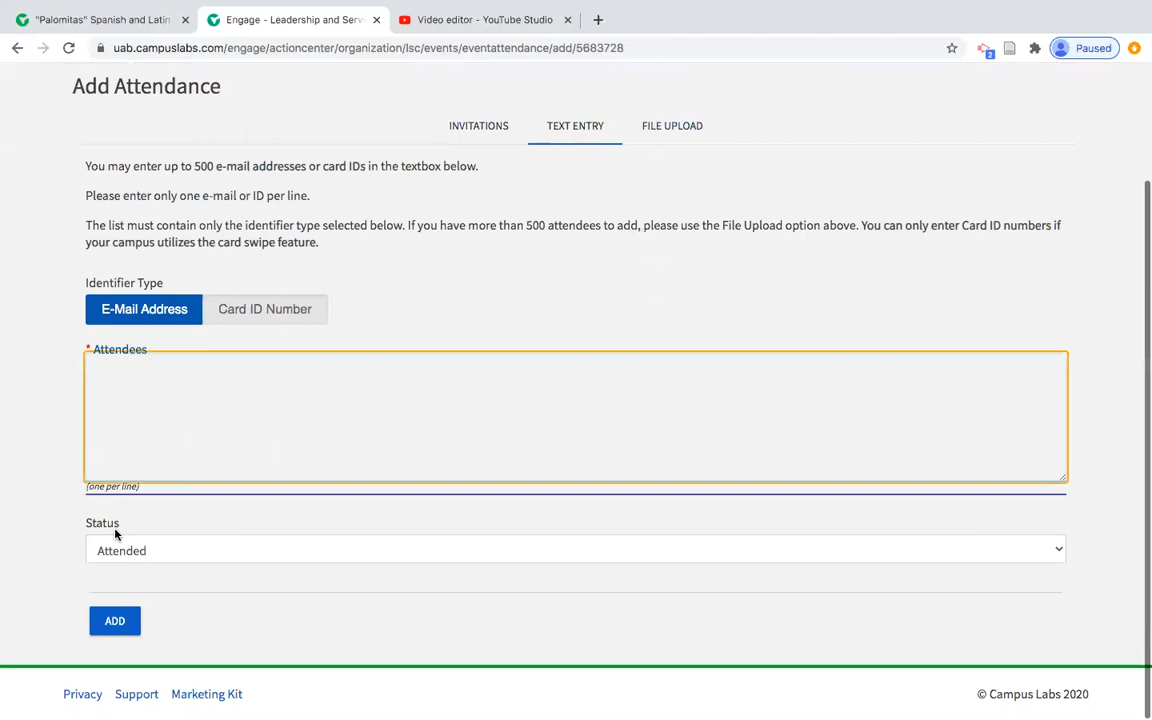 "Palomitas" Spanish and Latin
Engage - Leadership and Serv
Video editor - YouTube Studio
uab.campuslabs.com/engage/actioncenter/organization/lsc/events/eventattendance/add/5683728
2
Paused
Add Attendance
INVITATIONS
TEXT ENTRY
FILE UPLOAD
You may enter up to 500 e-mail addresses or card IDs in the textbox below.
Please enter only one e-mail or ID per line.
The list must contain only the identifier type selected below. If you have more than 500 attendees to add, please use the File Upload option above. You can only enter Card ID numbers if
your campus utilizes the card swipe feature.
Identifier Type
E-Mail Address
Card ID Number
* Attendees
(one per line)
Status
Attended
ADD
Privacy
Support
Marketing Kit
© Campus Labs 2020